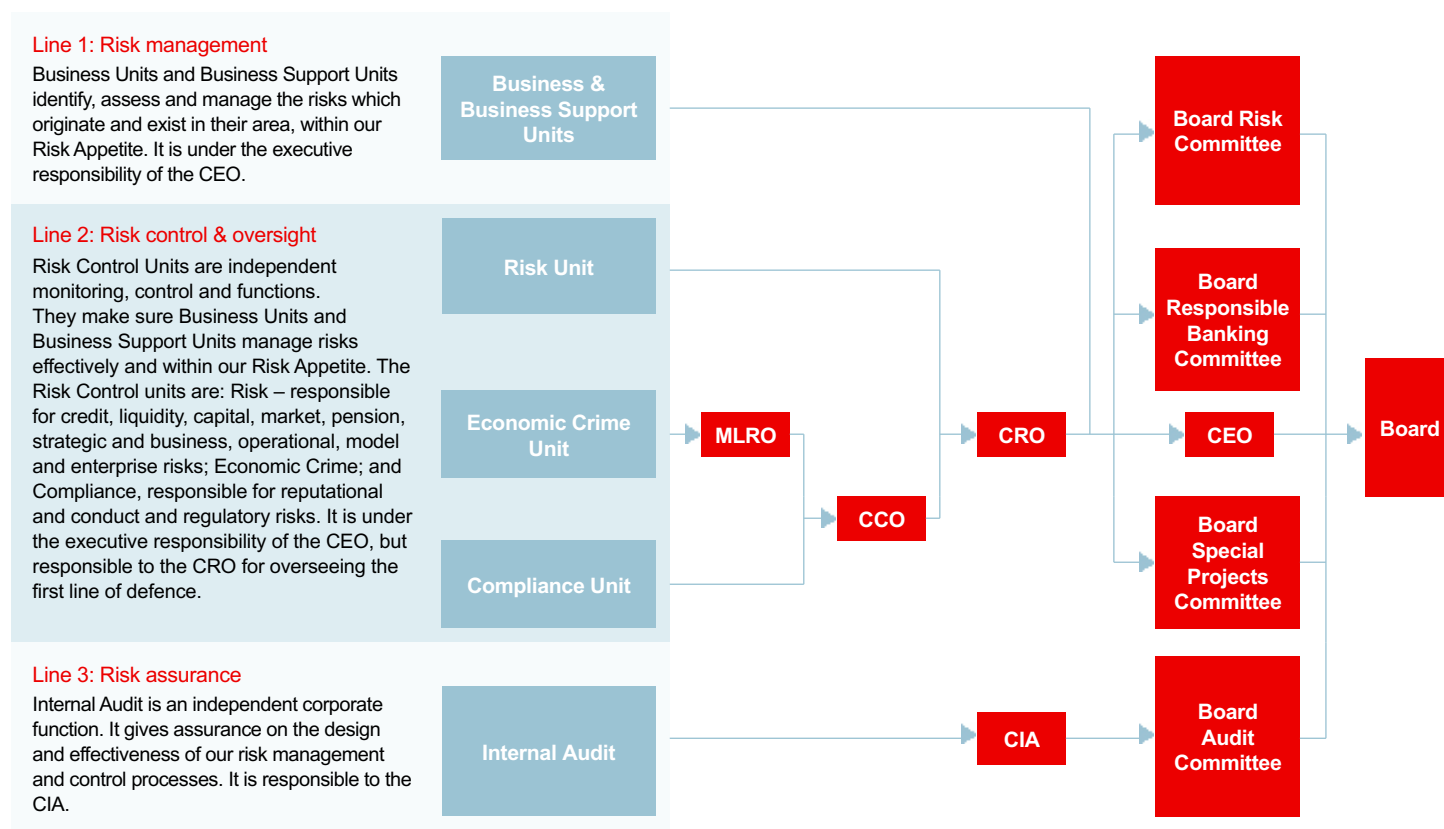 Line 1: Risk management
Business Units and Business Support Units
identify, assess and manage the risks which
originate and exist in their area, within our
Risk Appetite. It is under the executive
responsibility of the CEO.
Business &
Business Support
Units
Line 2: Risk control & oversight
Risk Control Units are independent
monitoring, control and functions.
They make sure Business Units and
Business Support Units manage risks
effectively and within our Risk Appetite. The
Risk Control units are: Risk – responsible
for credit, liquidity, capital, market, pension,
strategic and business, operational, model
and enterprise risks; Economic Crime; and
Compliance, responsible for reputational
and conduct and regulatory risks. It is under
the executive responsibility of the CEO, but
responsible to the CRO for overseeing the
first line of defence.
Risk Unit
Economic Crime
Unit
Compliance Unit
Line 3: Risk assurance
Internal Audit is an independent corporate
function. It gives assurance on the design
and effectiveness of our risk management
and control processes. It is responsible to the
CIA.
Internal Audit
MLRO
CCO
CRO
CIA
Board Risk
Committee
Board
Responsible
Banking
Committee
CEO
Board
Special
Projects
Committee
Board
Audit
Committee
Board